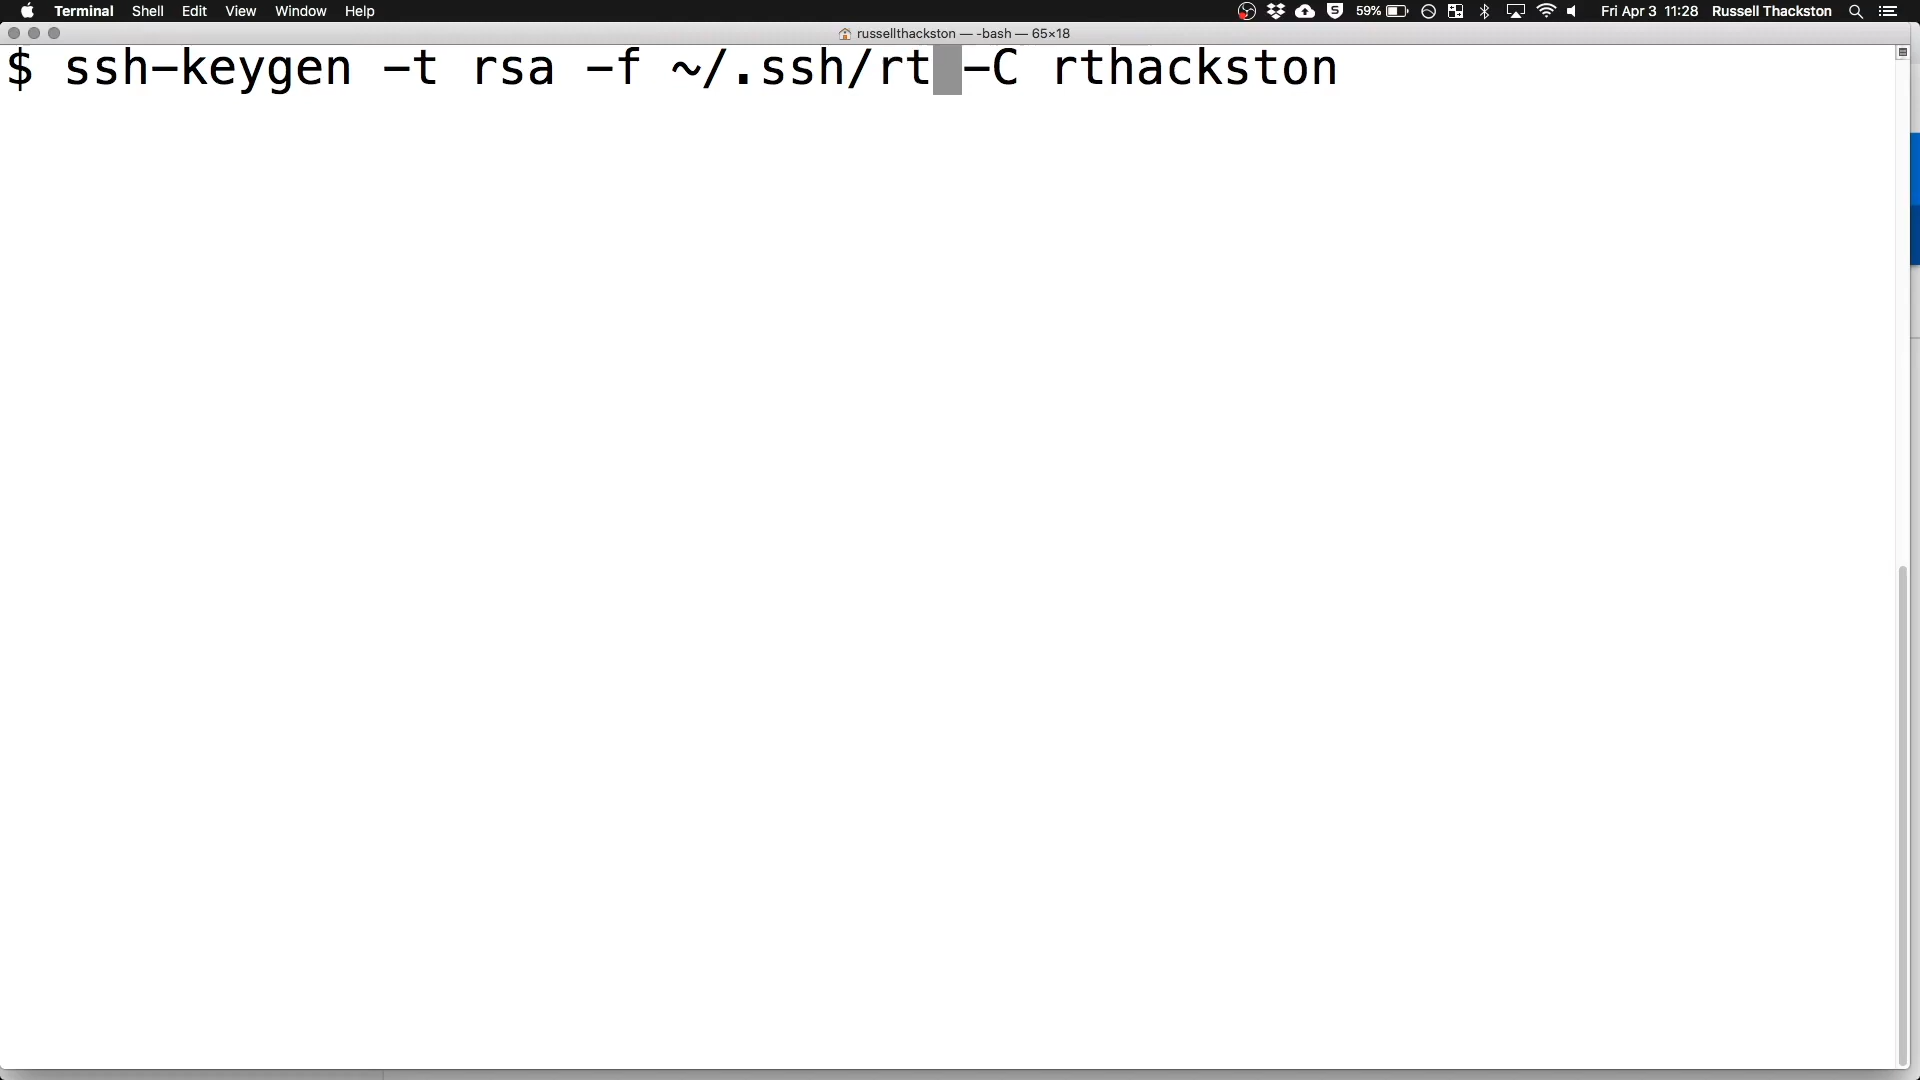 Terminal Shell Edit View Window Help 59% Fri Apr 3 11:28 Russell Thackston
russellthackston — -bash — 65×18
$ ssh-keygen -t rsa -f ~/.ssh/rt -C rthackston